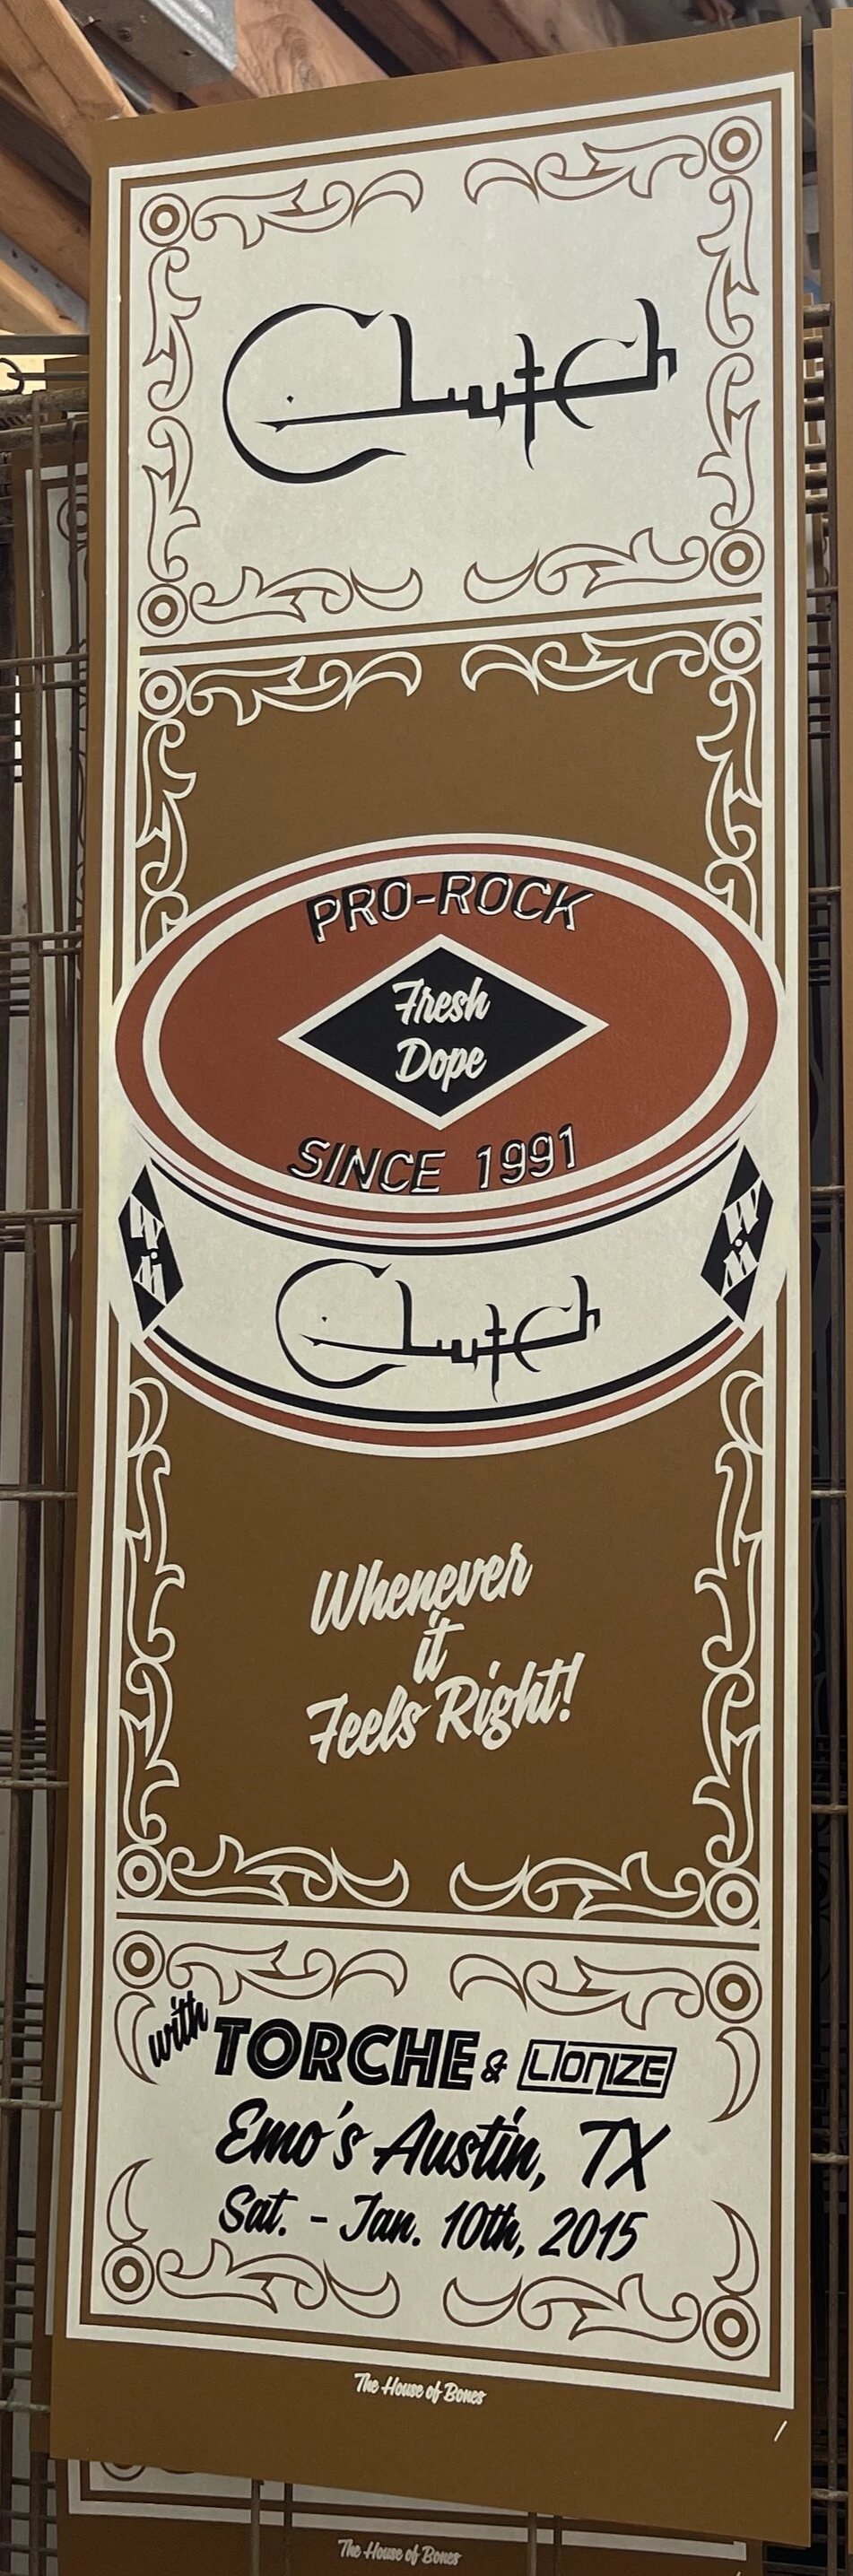 Clutch
PRO-ROCK
Fresh
Dope
SINCE 1991
W M
W M
Clutch
Whenever
it
Feels Right!
with TORCHE & LIONIZE
Emo's Austin, TX
Sat. - Jan. 10th, 2015
The House of Bones
The House of Bones